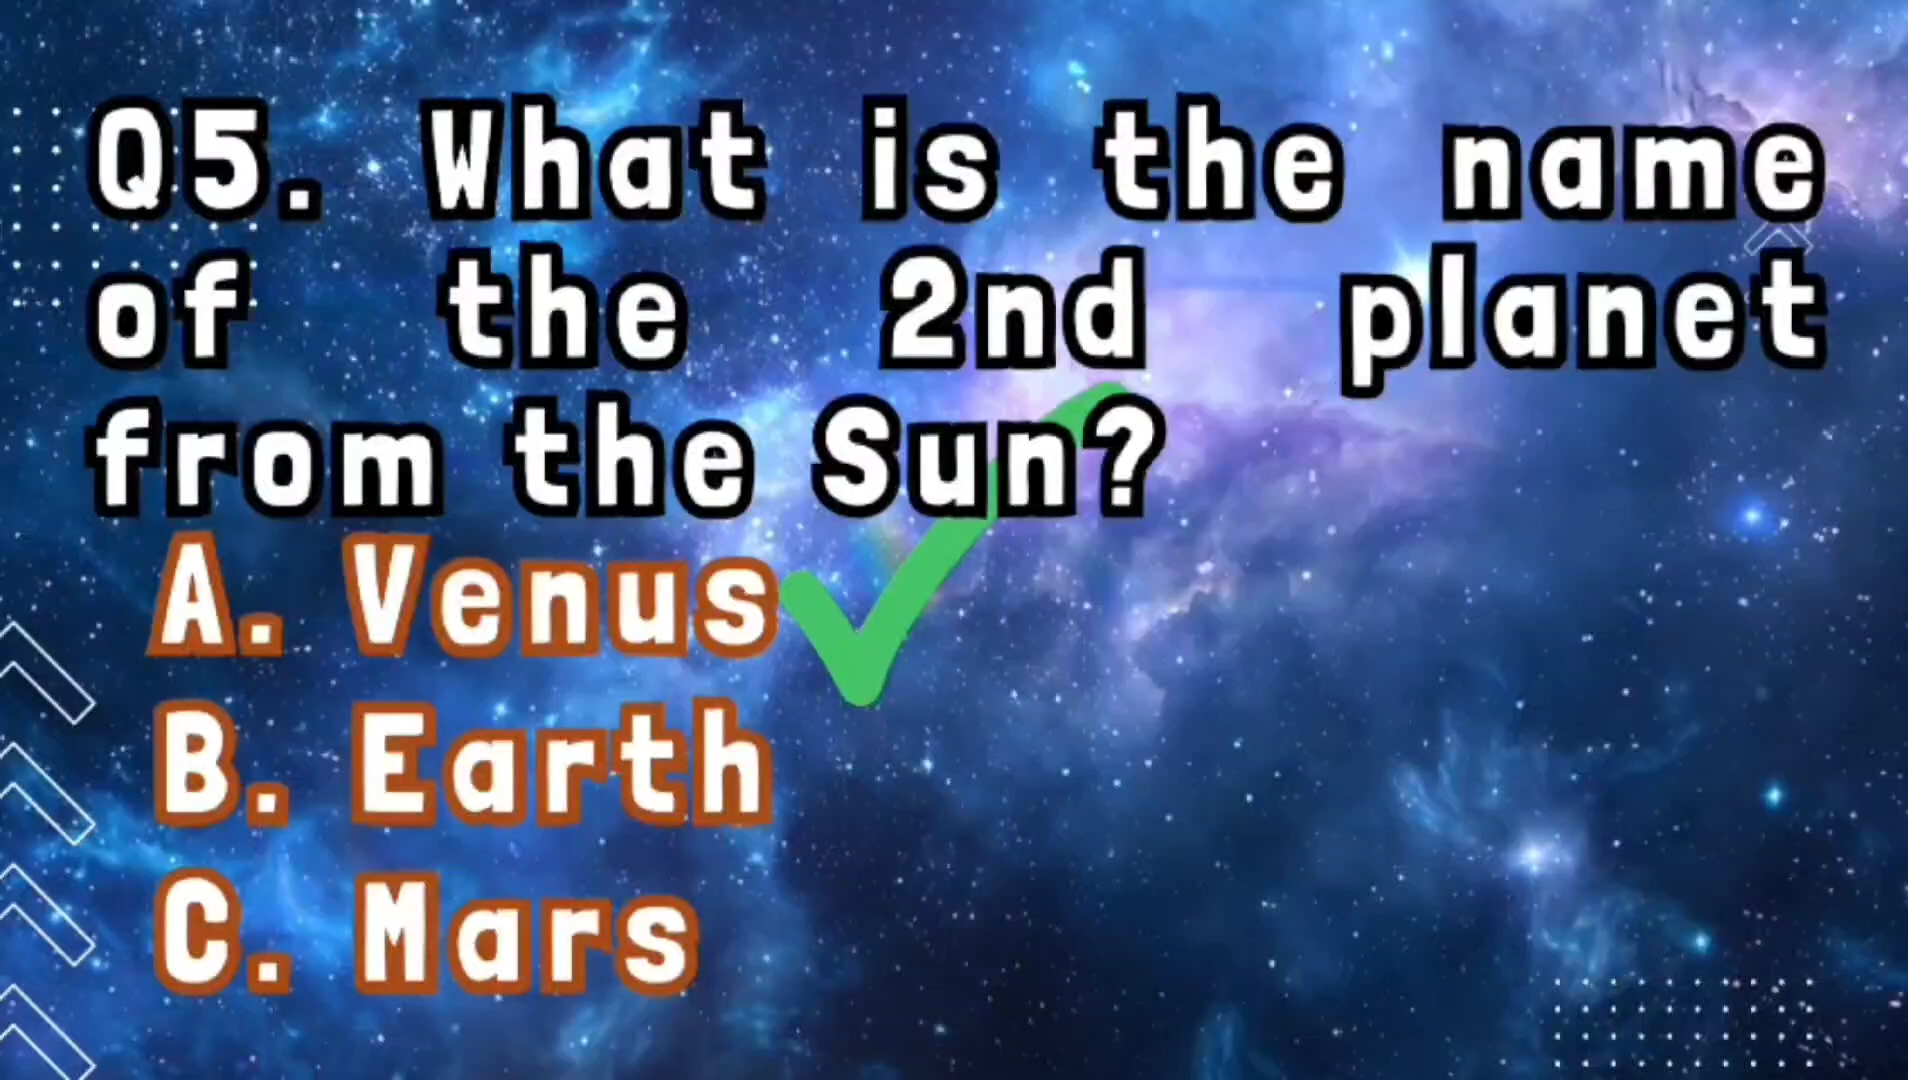 Q5. What is the name
of the 2nd planet
from the Sun?
A. Venus
B. Earth
C. Mars